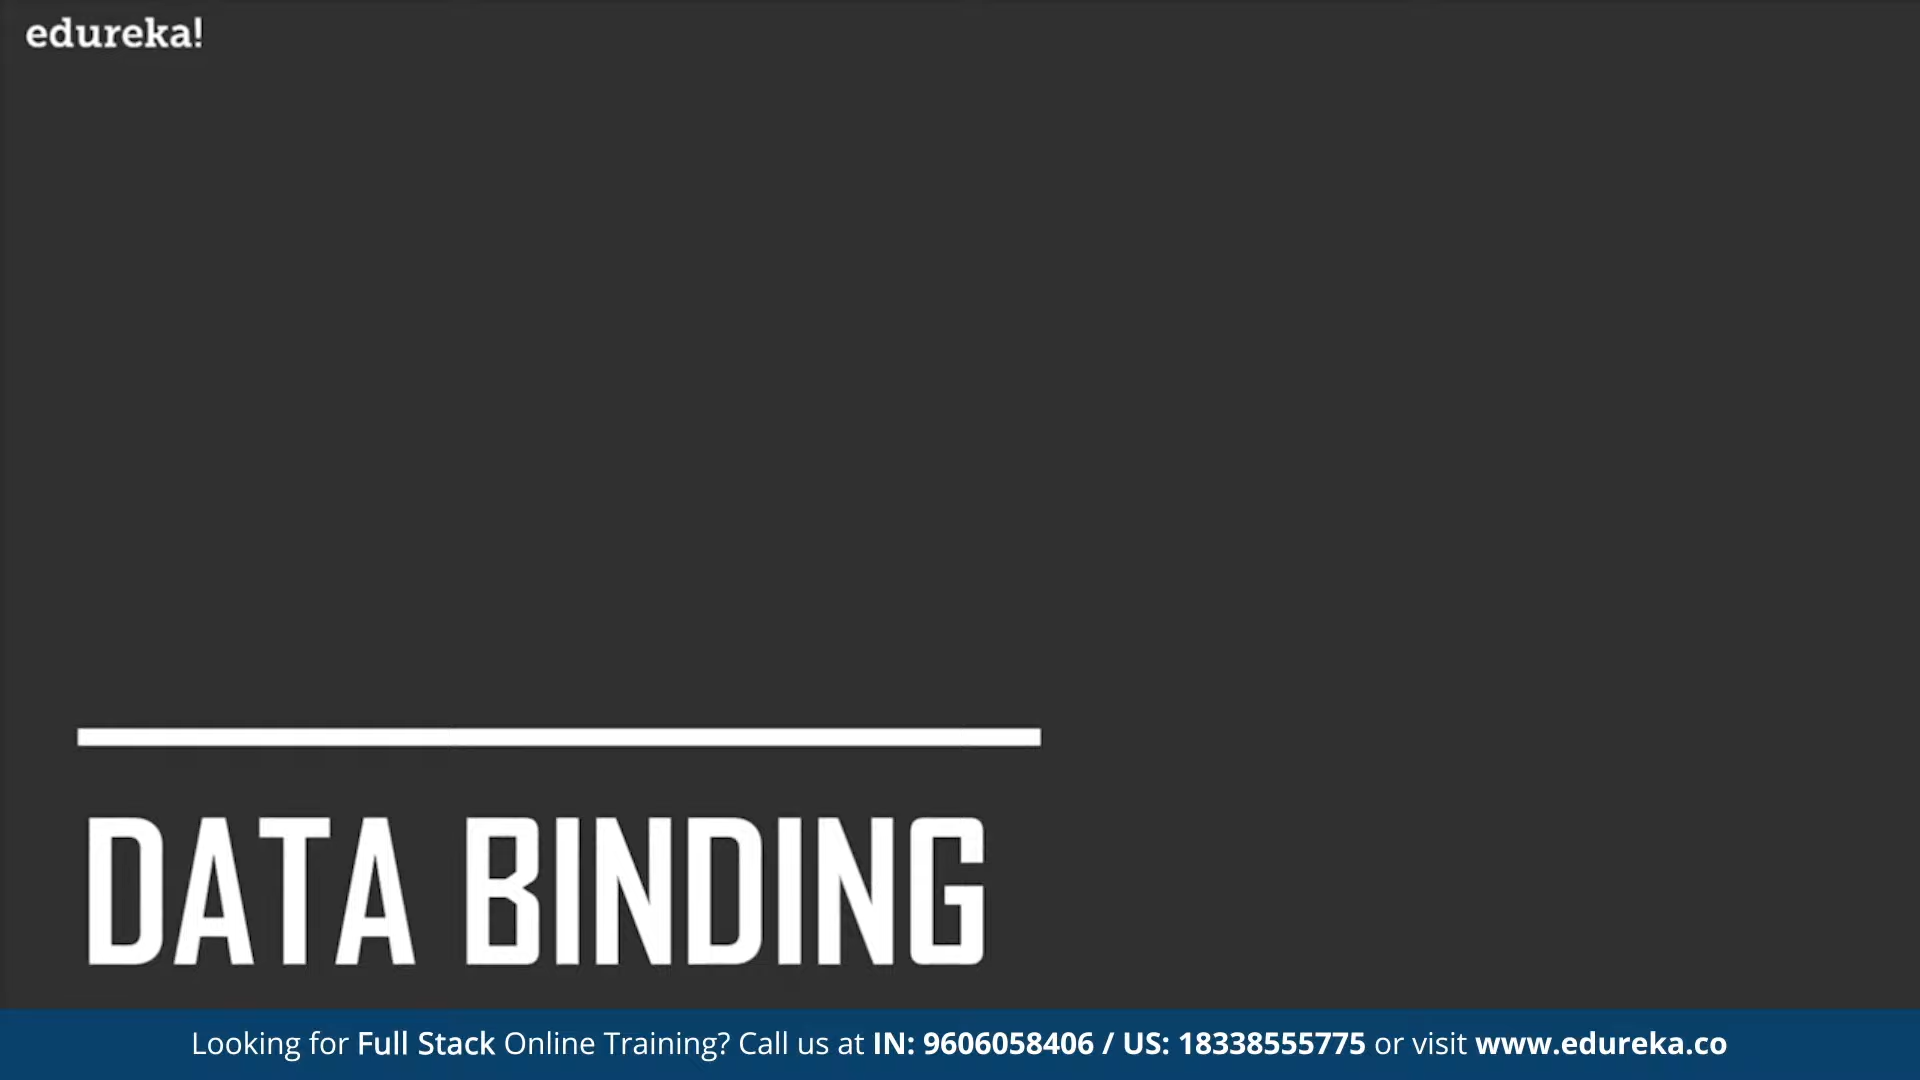 edureka!
DATA BINDING
Looking for Full Stack Online Training? Call us at IN: 9606058406 / US: 18338555775 or visit www.edureka.co